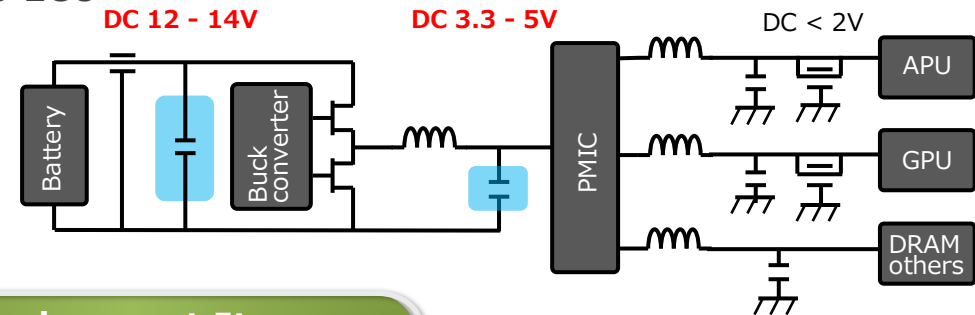 DC 12 - 14V
DC 3.3 - 5V
DC < 2V
Battery
Buck
converter
PMIC
APU
GPU
DRAM
others